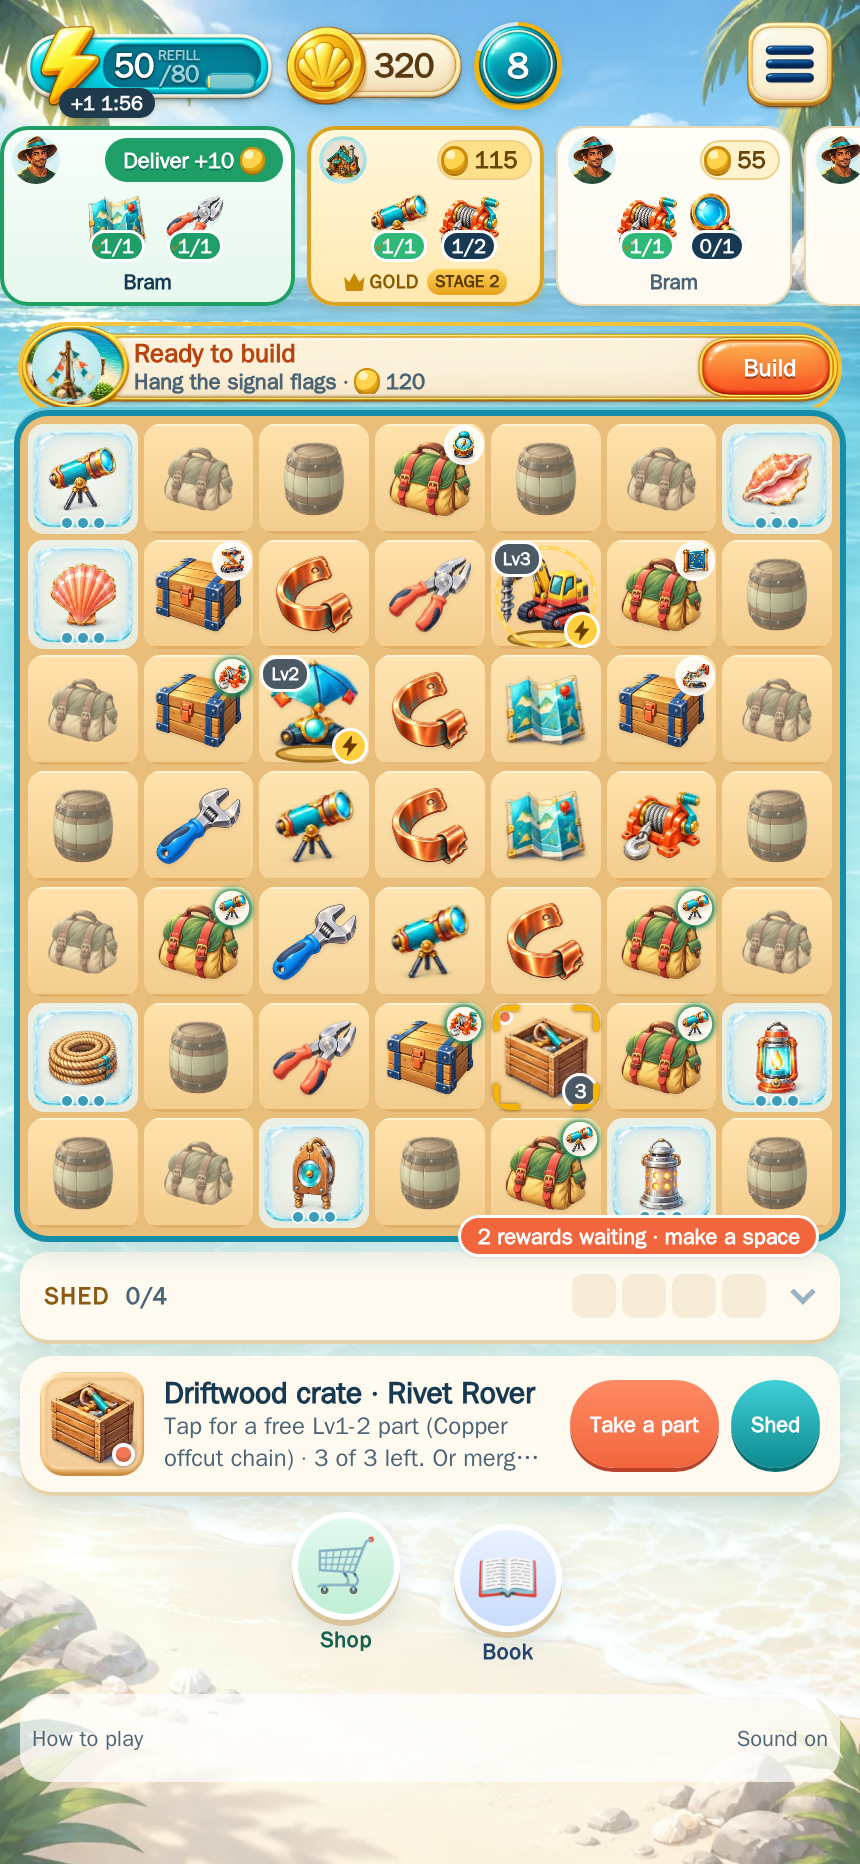 50 REFILL /80
+1 1:56
320
8
Deliver +10
1/1 1/1
Bram
115
1/1 1/2
GOLD STAGE 2
55
1/1 0/1
Bram
Ready to build
Hang the signal flags · 120
Build
Lv3
Lv2
3
2 rewards waiting · make a space
SHED 0/4
Driftwood crate · Rivet Rover
Tap for a free Lv1-2 part (Copper
offcut chain) · 3 of 3 left. Or merg···
Take a part
Shed
Shop
Book
How to play
Sound on